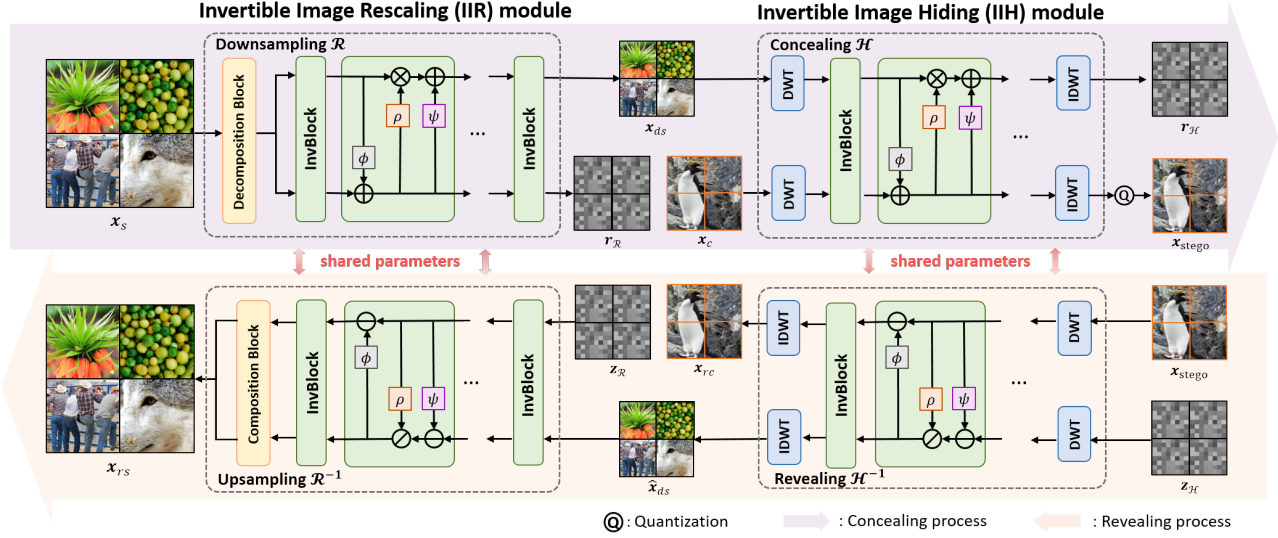 Invertible Image Rescaling (IIR) module
Invertible Image Hiding (IIH) module
Downsampling ℛ
Concealing ℋ
Decomposition Block
InvBlock
ρ
ψ
ϕ
...
InvBlock
x_s
x_ds
r_ℛ
x_c
DWT
DWT
InvBlock
ρ
ψ
ϕ
...
IDWT
IDWT
Q
r_ℋ
x_stego
shared parameters
shared parameters
Composition Block
InvBlock
ϕ
ρ
ψ
...
InvBlock
Upsampling ℛ⁻¹
x_rs
z_ℛ
x_rc
x̂_ds
IDWT
IDWT
InvBlock
ϕ
ρ
ψ
...
DWT
DWT
Revealing ℋ⁻¹
x_stego
z_ℋ
Q : Quantization
: Concealing process
: Revealing process